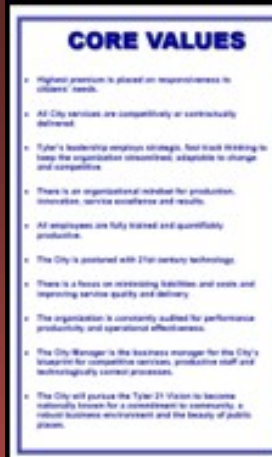 CORE VALUES
Highest premium is placed on responsiveness to
citizens' needs.
All City services are competitively or contractually
delivered.
Tyler's leadership employs strategic, fast track thinking to
keep the organization streamlined, adaptable to change
and competitive.
There is an organizational mindset for production,
innovation, service excellence and results.
All employees are fully trained and quantifiably
productive.
The City is postured with 21st century technology.
There is a focus on minimizing liabilities and costs and
improving service quality and delivery.
The organization is constantly audited for performance
productivity and operational effectiveness.
The City Manager is the business manager for the City's
blueprint for competitive services, productive staff and
technologically correct processes.
The City will pursue the Tyler 21 Vision to become
nationally known for a commitment to community, a
robust business environment and the beauty of public
places.